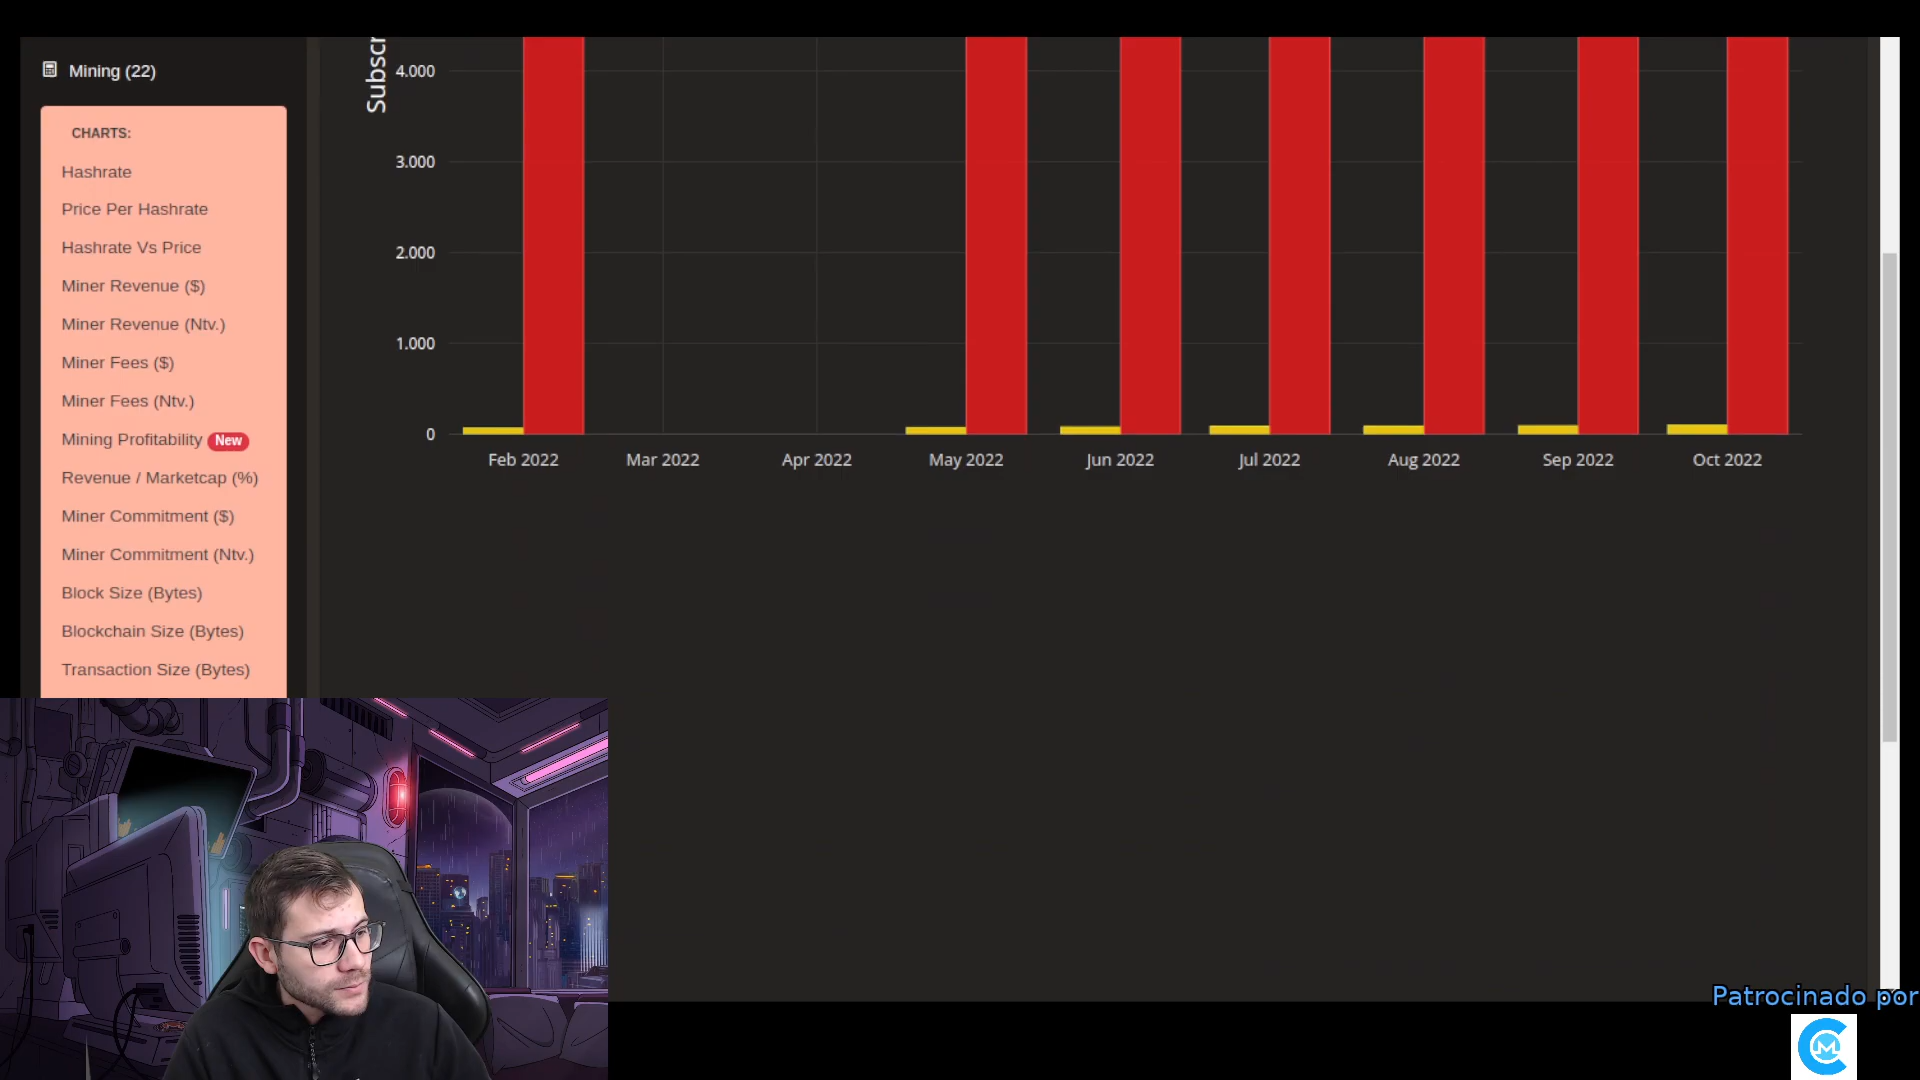 Mining (22)
CHARTS:
Hashrate
Price Per Hashrate
Hashrate Vs Price
Miner Revenue ($)
Miner Revenue (Ntv.)
Miner Fees ($)
Miner Fees (Ntv.)
Mining Profitability New
Revenue / Marketcap (%)
Miner Commitment ($)
Miner Commitment (Ntv.)
Block Size (Bytes)
Blockchain Size (Bytes)
Transaction Size (Bytes)
Subscr
4.000
3.000
2.000
1.000
0
Feb 2022 Mar 2022 Apr 2022 May 2022 Jun 2022 Jul 2022 Aug 2022 Sep 2022 Oct 2022
Patrocinado por
CM